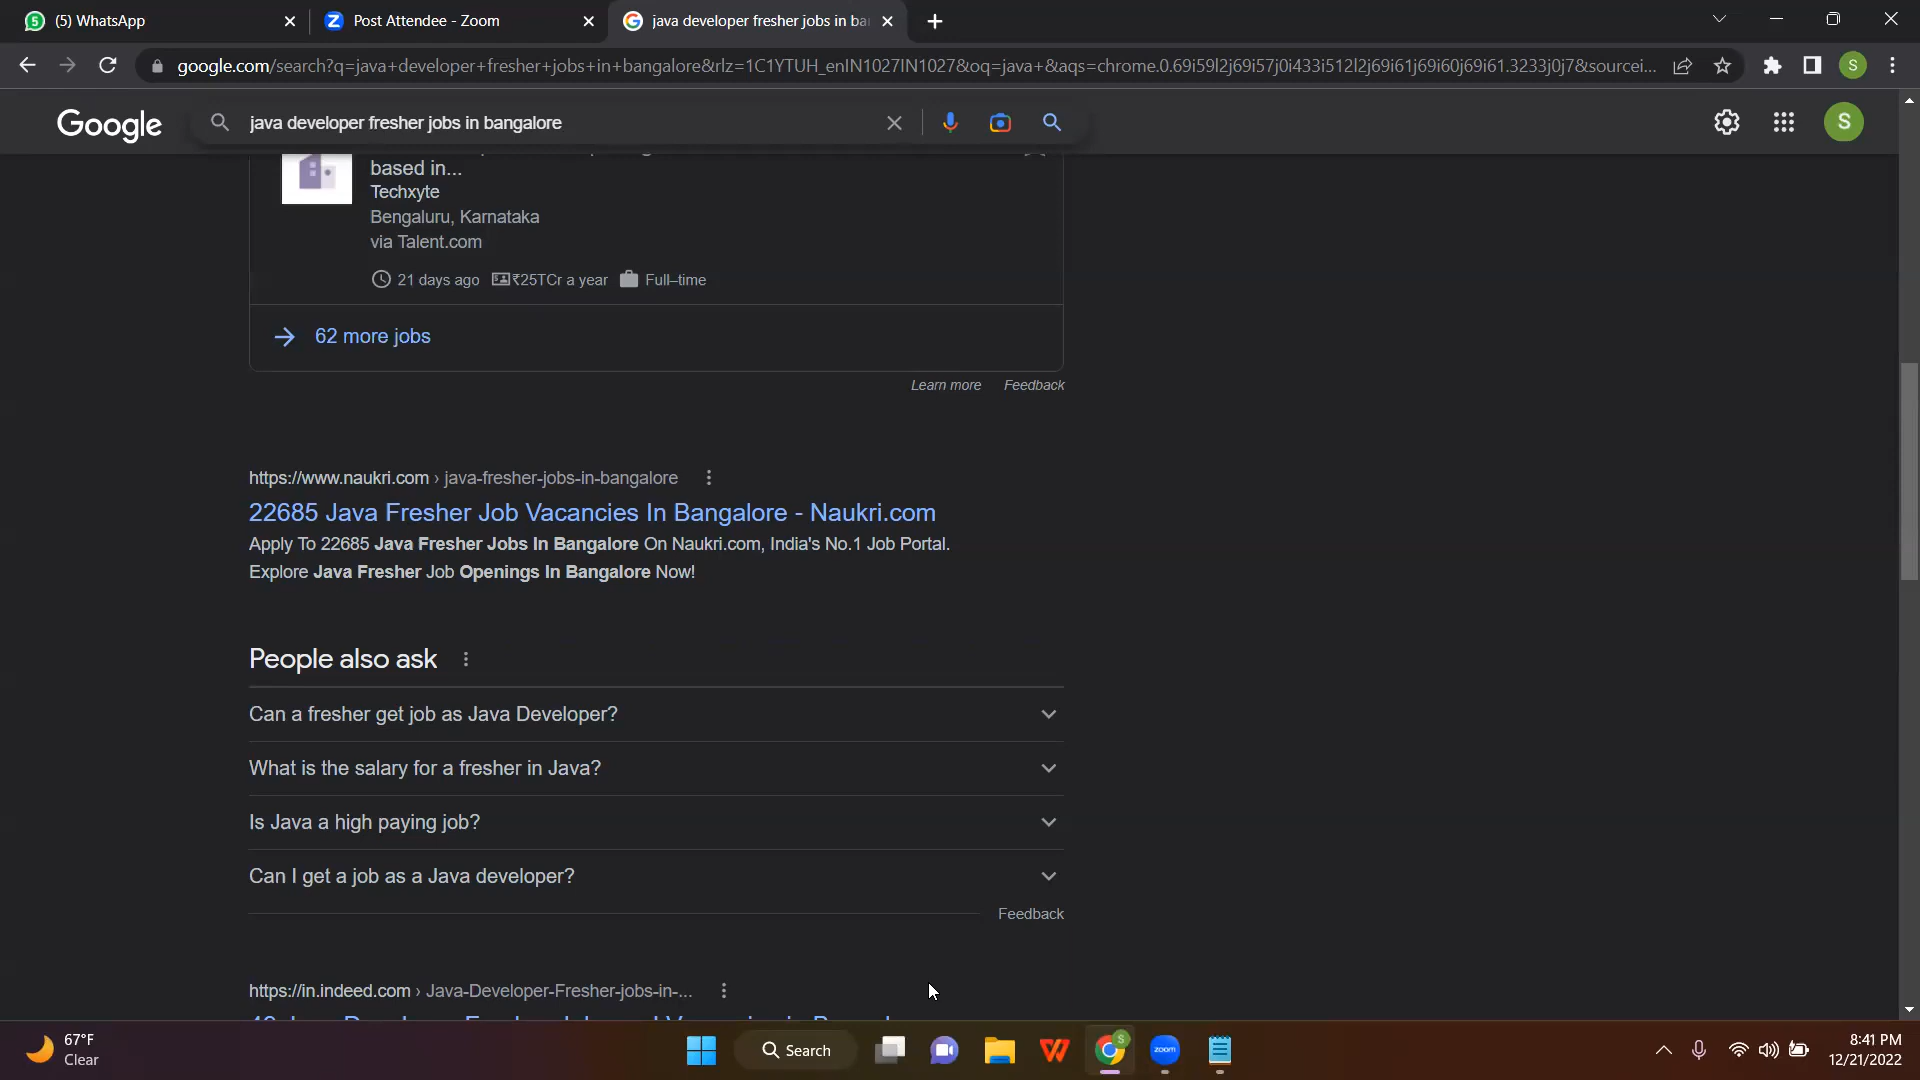 (5) WhatsApp
Post Attendee - Zoom
java developer fresher jobs in ba
google.com/search?q=java+developer+fresher+jobs+in+bangalore&rlz=1C1YTUH_enIN1027IN1027&oq=java+&aqs=chrome.0.69i59l2j69i57j0i433i512l2j69i61j69i60j69i61.3233j0j7&sourcei...
S
Google
java developer fresher jobs in bangalore
S
based in...
Techxyte
Bengaluru, Karnataka
via Talent.com
21 days ago ₹25TCr a year Full-time
62 more jobs
Learn more Feedback
https://www.naukri.com › java-fresher-jobs-in-bangalore
22685 Java Fresher Job Vacancies In Bangalore - Naukri.com
Apply To 22685 Java Fresher Jobs In Bangalore On Naukri.com, India's No.1 Job Portal.
Explore Java Fresher Job Openings In Bangalore Now!
People also ask
Can a fresher get job as Java Developer?
What is the salary for a fresher in Java?
Is Java a high paying job?
Can I get a job as a Java developer?
Feedback
https://in.indeed.com › Java-Developer-Fresher-jobs-in-...
67°F
Clear
Search
S
zoom
8:41 PM
12/21/2022